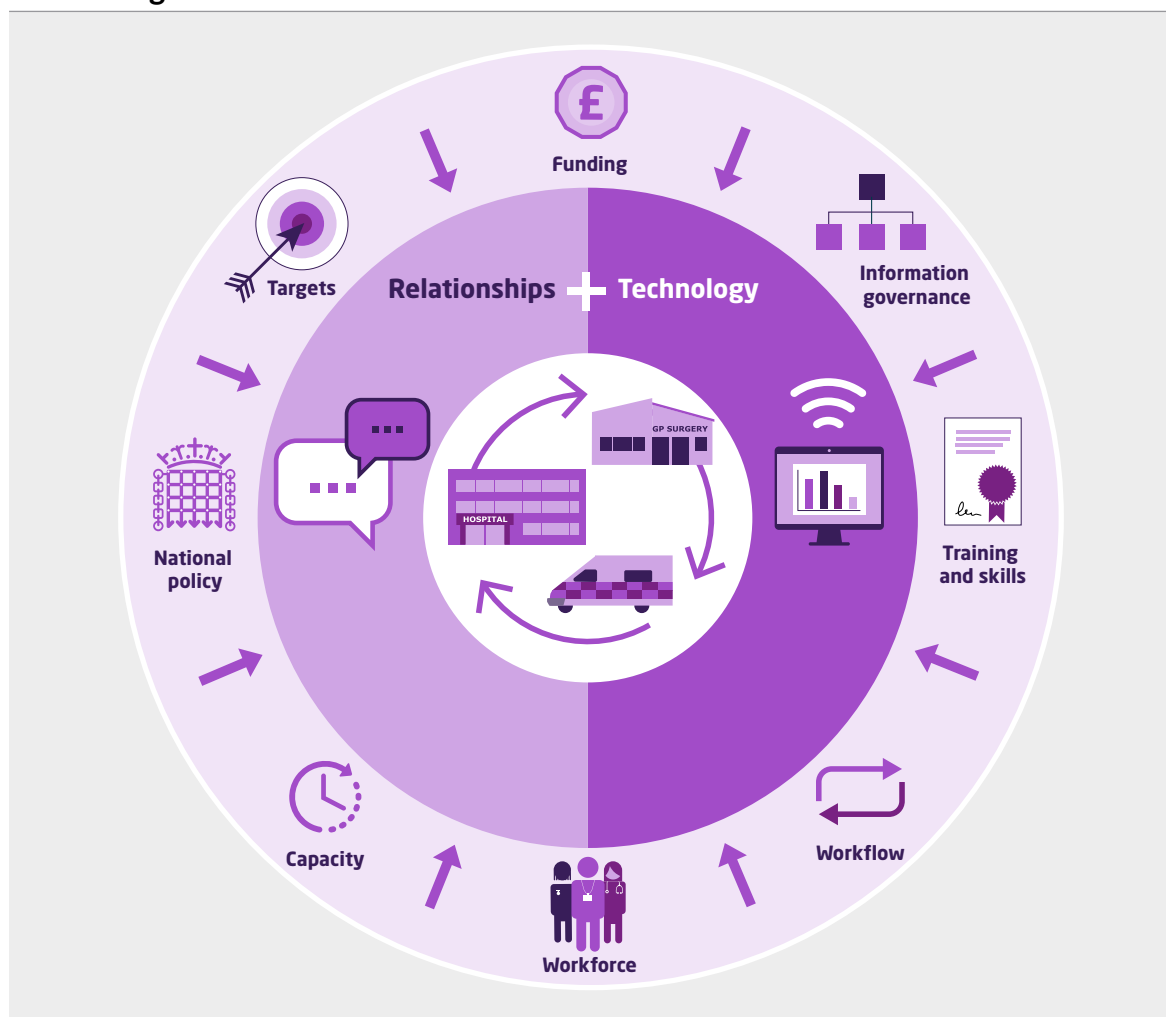 £
Funding
Targets
Information
governance
Relationships + Technology
GP SURGERY
HOSPITAL
National
policy
Training
and skills
Capacity
Workflow
Workforce